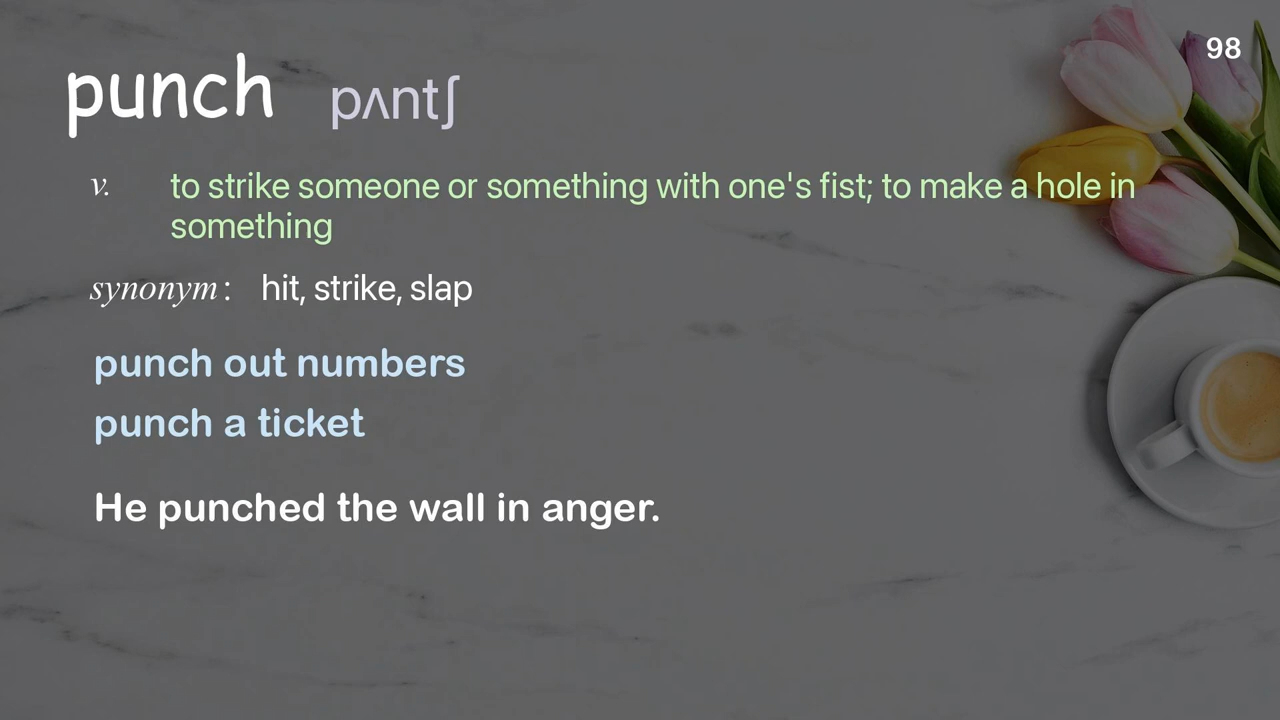 98
punch pʌntʃ
v. to strike someone or something with one's fist; to make a hole in
something
synonym: hit, strike, slap
punch out numbers
punch a ticket
He punched the wall in anger.